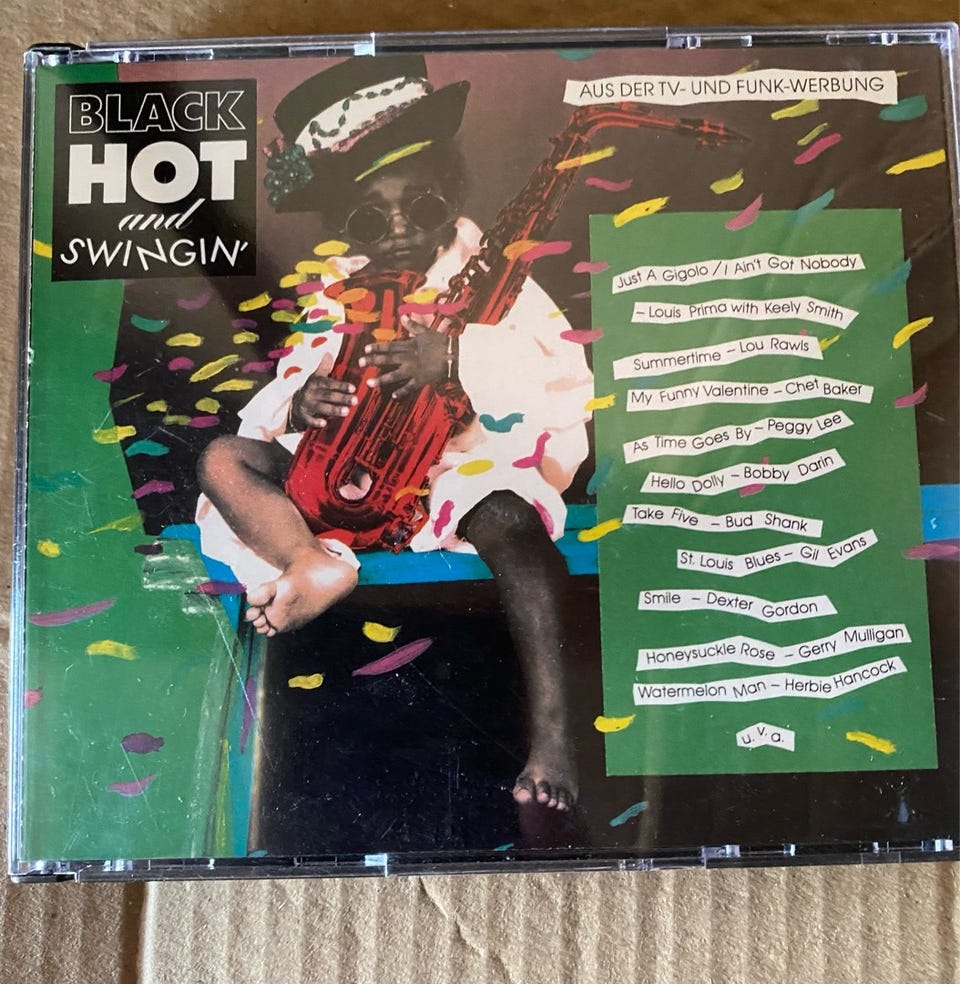 BLACK
HOT
and
SWINGIN'
AUS DER TV- UND FUNK-WERBUNG
Just A Gigolo / I Ain't Got Nobody
– Louis Prima with Keely Smith
Summertime – Lou Rawls
My Funny Valentine – Chet Baker
As Time Goes By – Peggy Lee
Hello Dolly – Bobby Darin
Take Five – Bud Shank
St. Louis Blues – Gil Evans
Smile – Dexter Gordon
Honeysuckle Rose – Gerry Mulligan
Watermelon Man – Herbie Hancock
u.v.a.